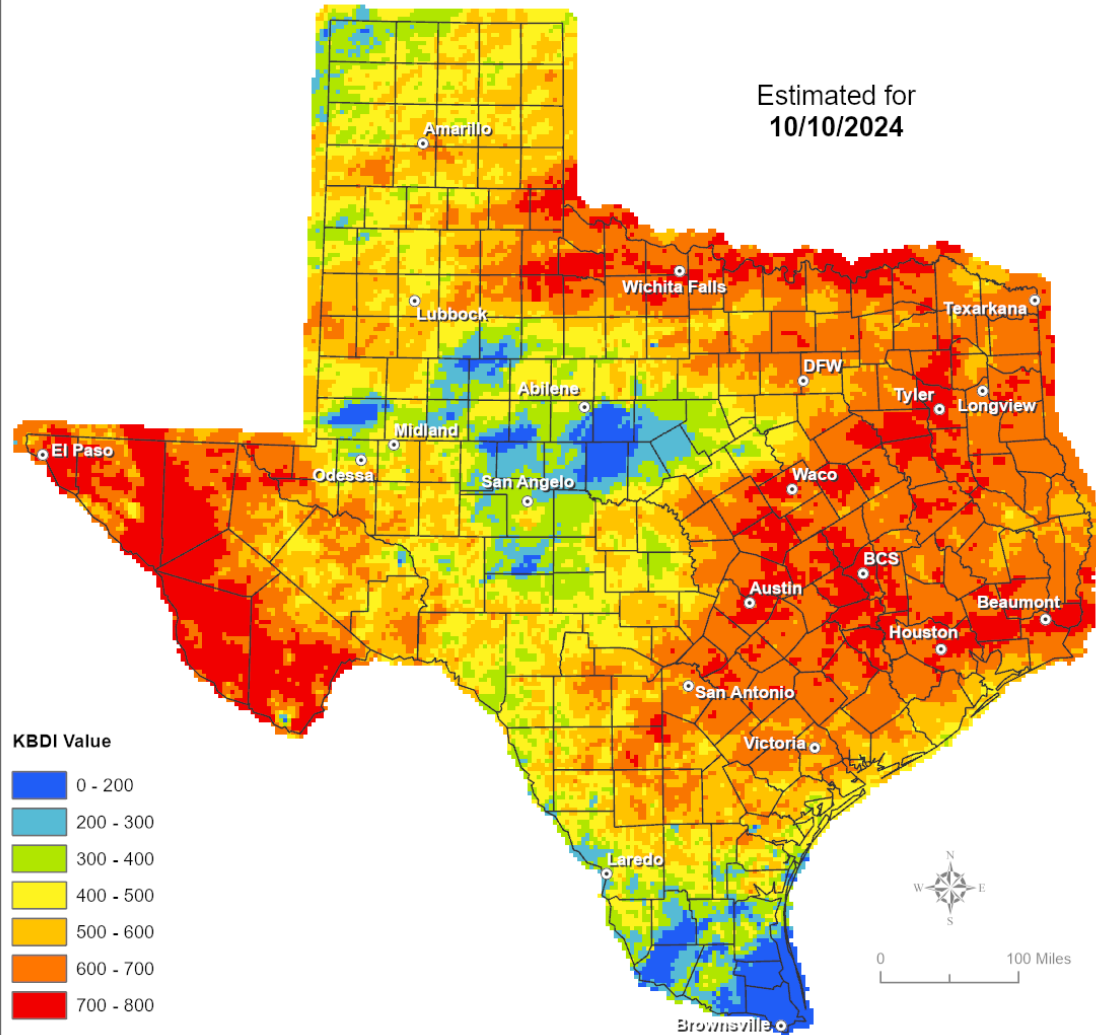 Estimated for
10/10/2024
Amarillo
Wichita Falls
Lubbock
Texarkana
DFW
Abilene
Tyler
Longview
Midland
El Paso
Odessa
San Angelo
Waco
BCS
Austin
Beaumont
Houston
San Antonio
Victoria
KBDI Value
0 - 200
200 - 300
300 - 400
400 - 500
500 - 600
600 - 700
700 - 800
Laredo
Brownsville
N
W E
S
0 100 Miles